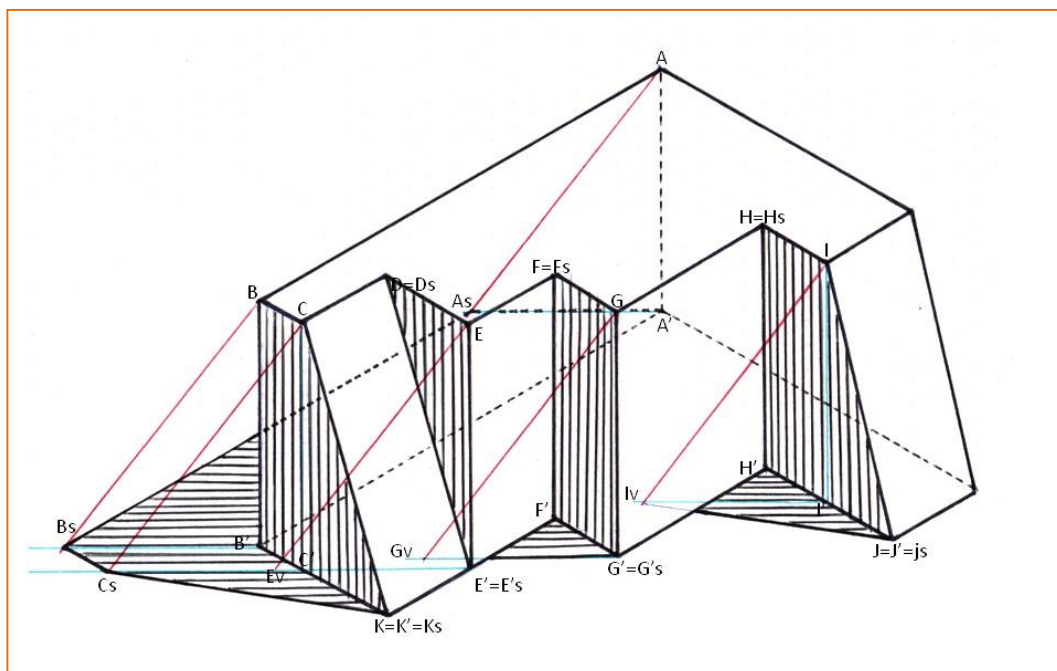 A
H=Hs
I
B
C
D=Ds
F=Fs
As
E
G
A'
H'
Iv
I'
F'
Bs
B'
Gv
J=J'=js
Cs
Ev
C'
E'=E's
G'=G's
K=K'=Ks